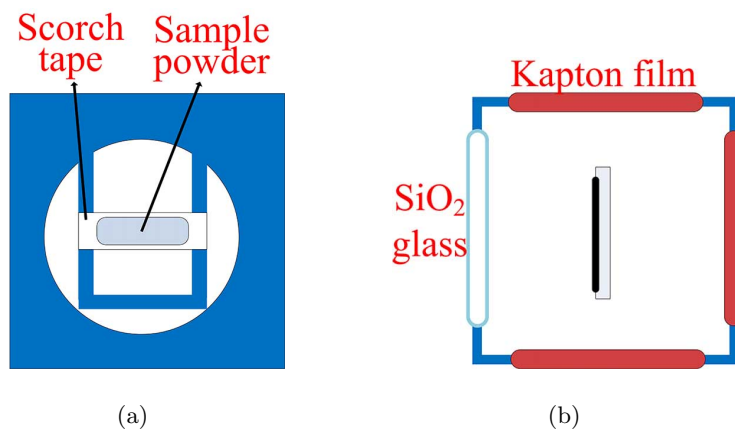 Scorch
tape
Sample
powder
Kapton film
SiO₂
glass
(a)
(b)